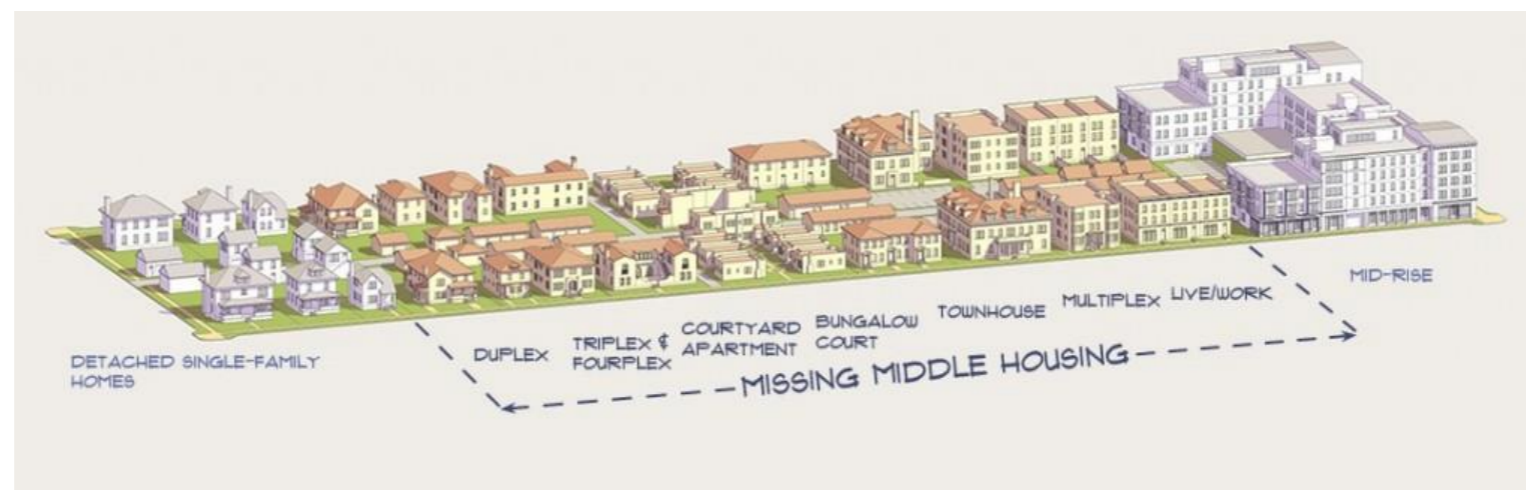 DETACHED SINGLE-FAMILY
HOMES
DUPLEX
TRIPLEX &
FOURPLEX
COURTYARD
APARTMENT
BUNGALOW
COURT
TOWNHOUSE
MULTIPLEX
LIVE/WORK
MID-RISE
MISSING MIDDLE HOUSING